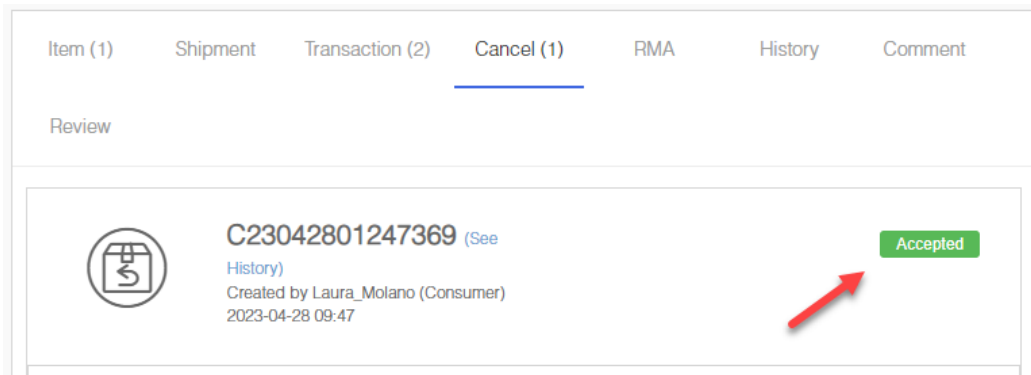 Item (1) Shipment Transaction (2) Cancel (1) RMA History Comment
Review
C23042801247369 (See
History)
Accepted
Created by Laura_Molano (Consumer)
2023-04-28 09:47